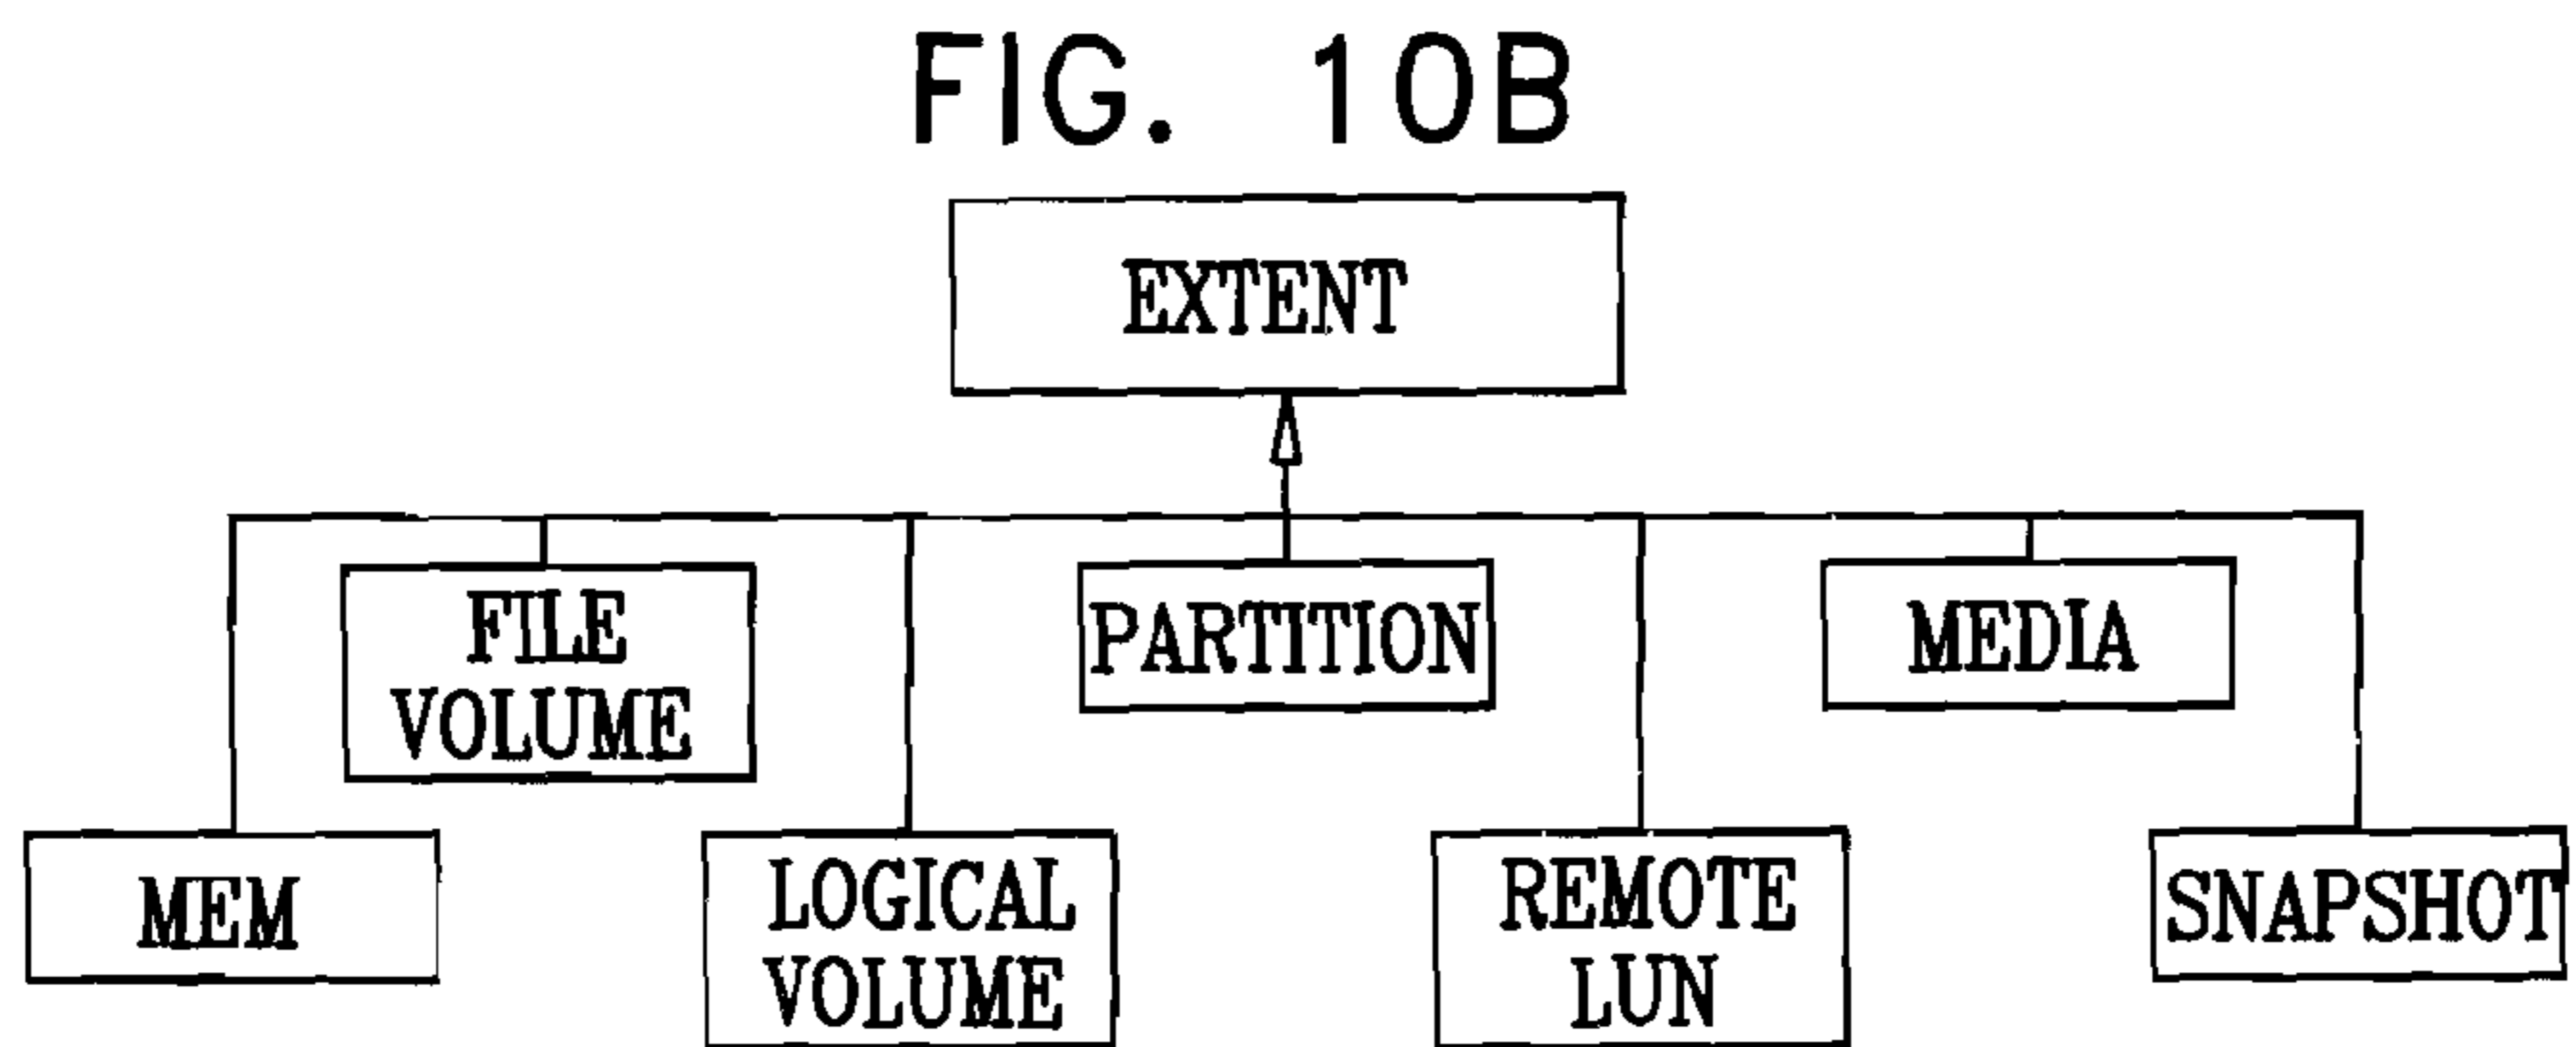 FIG. 10B
EXTENT
FILE
VOLUME
PARTITION
MEDIA
MEM
LOGICAL
VOLUME
REMOTE
LUN
SNAPSHOT